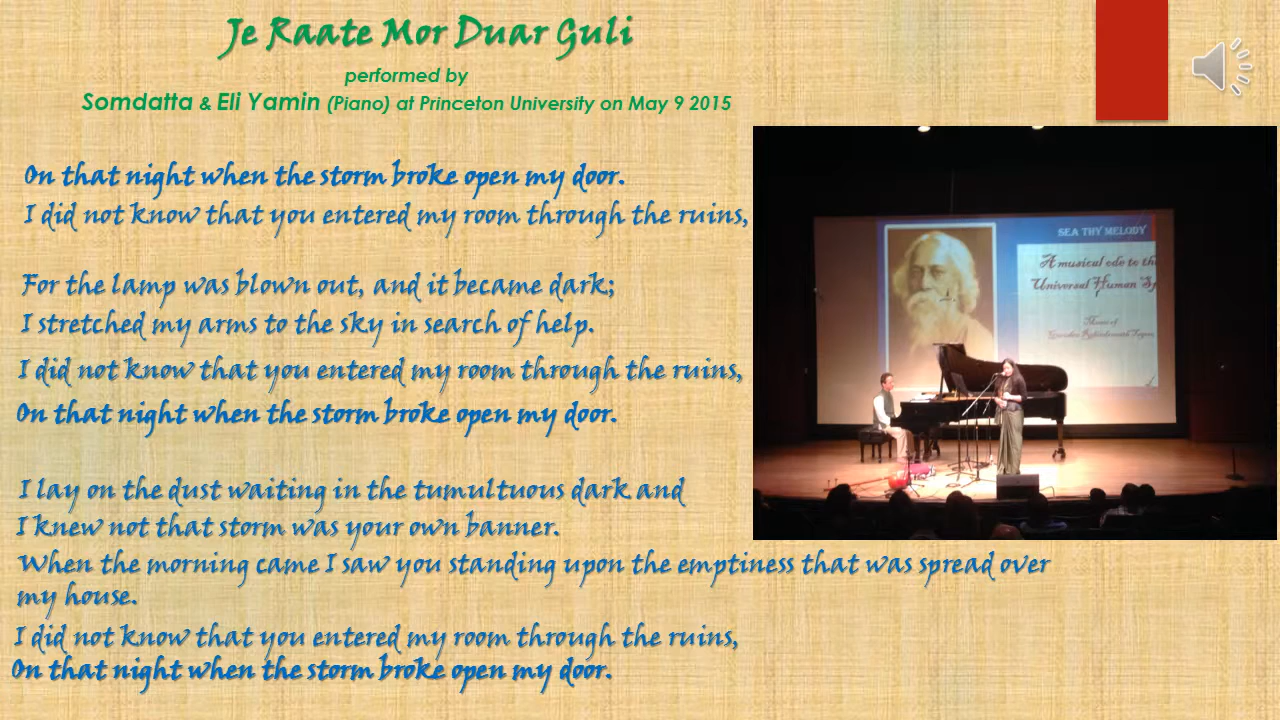 Je Raate Mor Duar Guli
performed by
Somdatta & Eli Yamin (Piano) at Princeton University on May 9 2015
On that night when the storm broke open my door.
I did not know that you entered my room through the ruins,
For the lamp was blown out, and it became dark;
I stretched my arms to the sky in search of help.
I did not know that you entered my room through the ruins,
On that night when the storm broke open my door.
I lay on the dust waiting in the tumultuous dark and
I knew not that storm was your own banner.
When the morning came I saw you standing upon the emptiness that was spread over
my house.
I did not know that you entered my room through the ruins,
On that night when the storm broke open my door.
SEA THY MELODY
A musical ode to the
Universal Human Sp
Music of